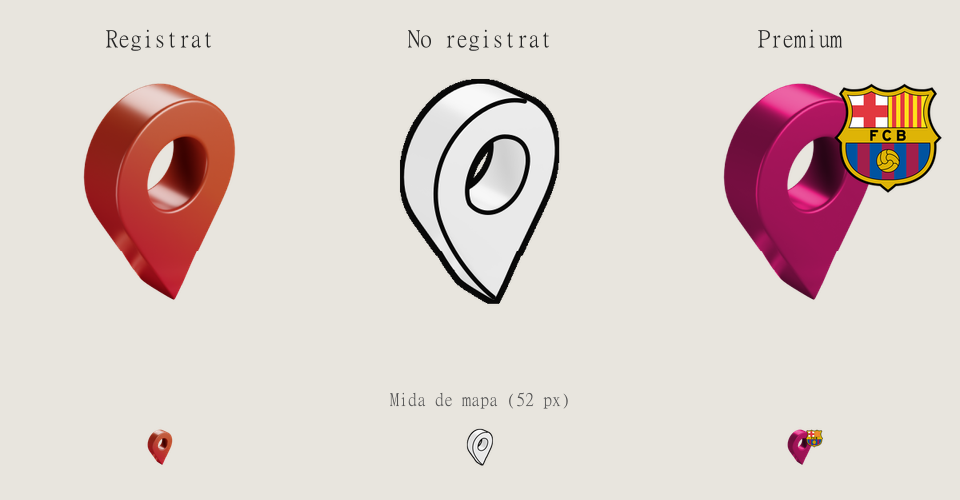 Registrat
No registrat
Premium
FCB
Mida de mapa (52 px)